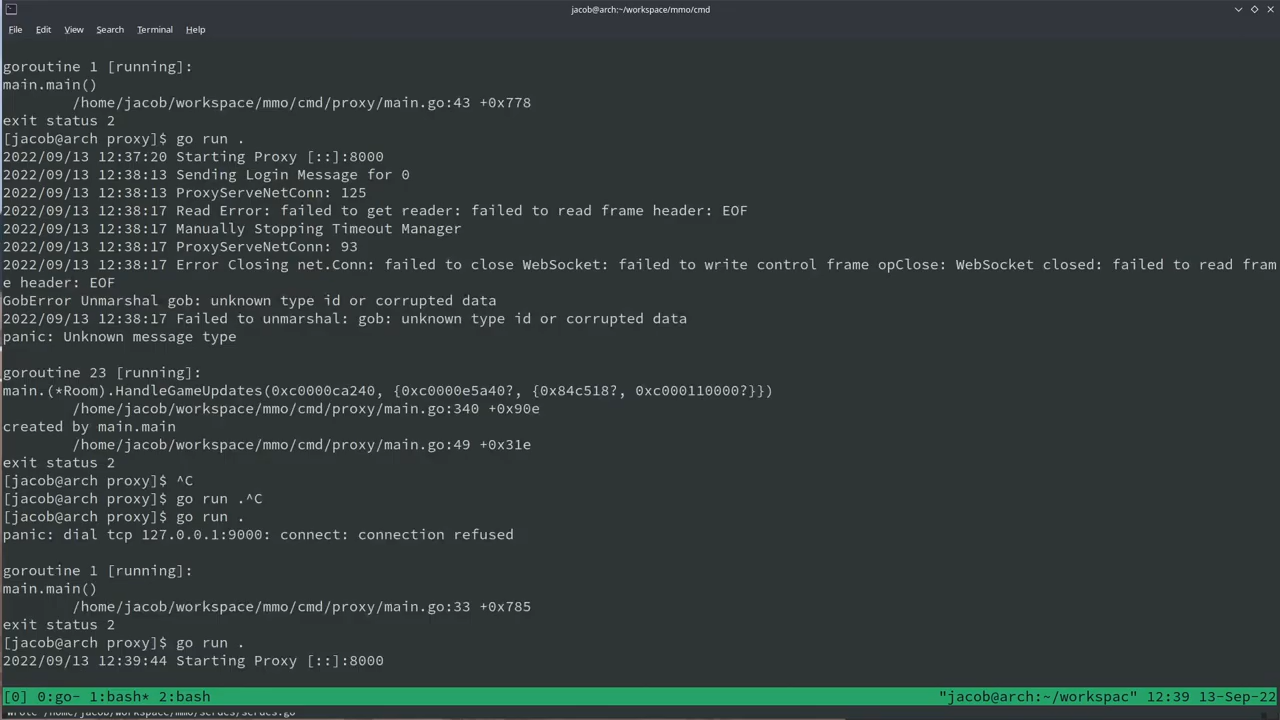 jacob@arch:~/workspace/mmo/cmd
File Edit View Search Terminal Help
goroutine 1 [running]:
main.main()
/home/jacob/workspace/mmo/cmd/proxy/main.go:43 +0x778
exit status 2
[jacob@arch proxy]$ go run .
2022/09/13 12:37:20 Starting Proxy [::]:8000
2022/09/13 12:38:13 Sending Login Message for 0
2022/09/13 12:38:13 ProxyServeNetConn: 125
2022/09/13 12:38:17 Read Error: failed to get reader: failed to read frame header: EOF
2022/09/13 12:38:17 Manually Stopping Timeout Manager
2022/09/13 12:38:17 ProxyServeNetConn: 93
2022/09/13 12:38:17 Error Closing net.Conn: failed to close WebSocket: failed to write control frame opClose: WebSocket closed: failed to read fram
e header: EOF
GobError Unmarshal gob: unknown type id or corrupted data
2022/09/13 12:38:17 Failed to unmarshal: gob: unknown type id or corrupted data
panic: Unknown message type
goroutine 23 [running]:
main.(*Room).HandleGameUpdates(0xc0000ca240, {0xc0000e5a40?, {0x84c518?, 0xc000110000?}})
/home/jacob/workspace/mmo/cmd/proxy/main.go:340 +0x90e
created by main.main
/home/jacob/workspace/mmo/cmd/proxy/main.go:49 +0x31e
exit status 2
[jacob@arch proxy]$ ^C
[jacob@arch proxy]$ go run .^C
[jacob@arch proxy]$ go run .
panic: dial tcp 127.0.0.1:9000: connect: connection refused
goroutine 1 [running]:
main.main()
/home/jacob/workspace/mmo/cmd/proxy/main.go:33 +0x785
exit status 2
[jacob@arch proxy]$ go run .
2022/09/13 12:39:44 Starting Proxy [::]:8000
[0] 0:go- 1:bash* 2:bash "jacob@arch:~/workspac" 12:39 13-Sep-22
Wrote /home/jacob/workspace/mmo/serdes/serdes.go